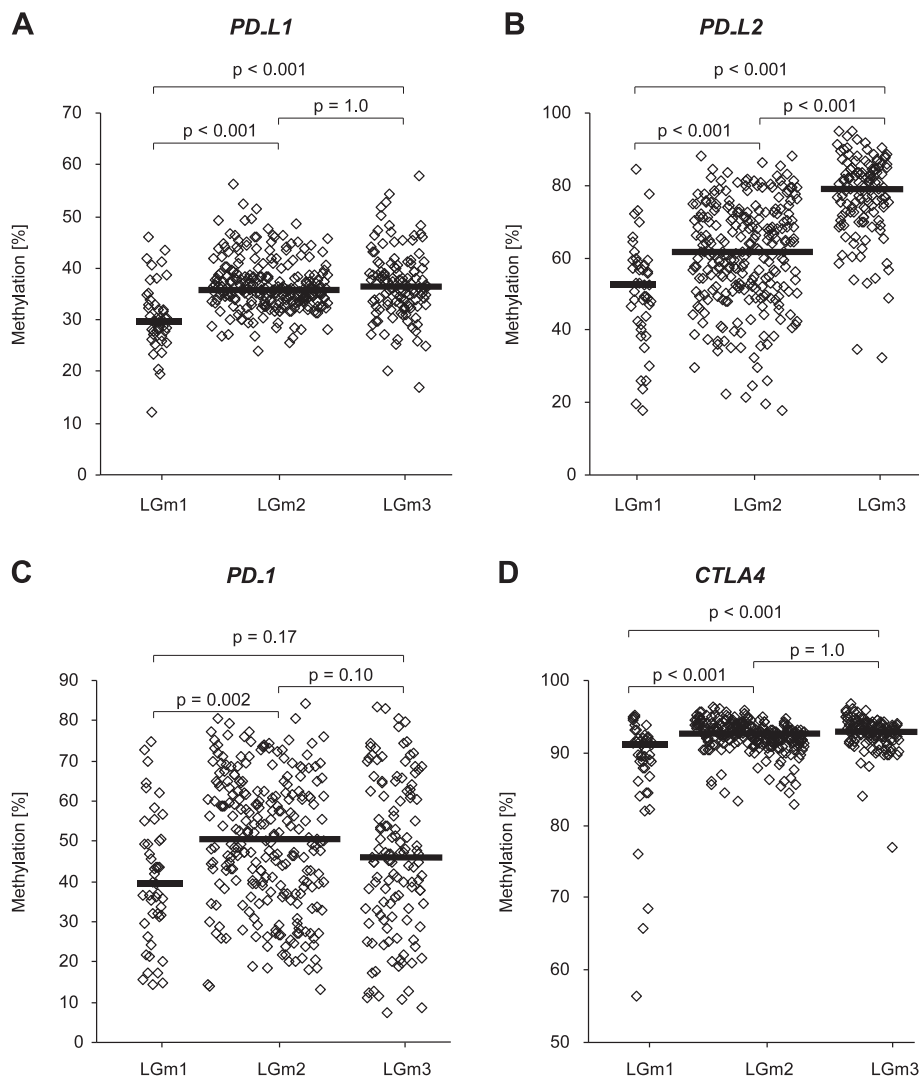 A
PD-L1
p < 0.001
p = 1.0
p < 0.001
70
60
50
40
30
20
10
0
Methylation [%]
LGm1 LGm2 LGm3
B
PD-L2
p < 0.001
p < 0.001
p < 0.001
100
80
60
40
20
0
Methylation [%]
LGm1 LGm2 LGm3
C
PD-1
p = 0.17
p = 0.10
p = 0.002
90
80
70
60
50
40
30
20
10
0
Methylation [%]
LGm1 LGm2 LGm3
D
CTLA4
p < 0.001
p = 1.0
p < 0.001
100
90
80
70
60
50
Methylation [%]
LGm1 LGm2 LGm3